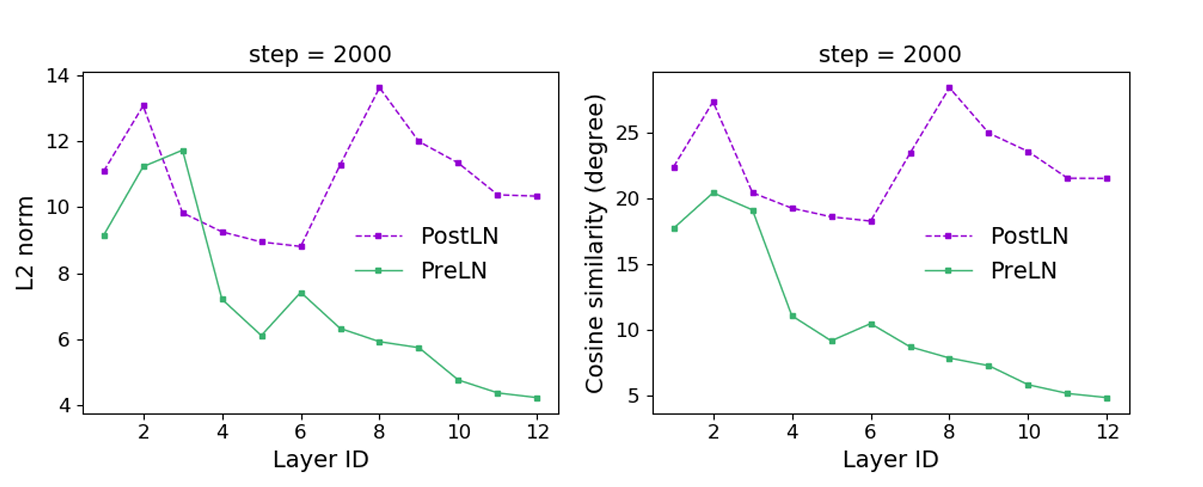 step = 2000
L2 norm
14
12
10
8
6
4
PostLN
PreLN
2 4 6 8 10 12
Layer ID
step = 2000
Cosine similarity (degree)
25
20
15
10
5
PostLN
PreLN
2 4 6 8 10 12
Layer ID